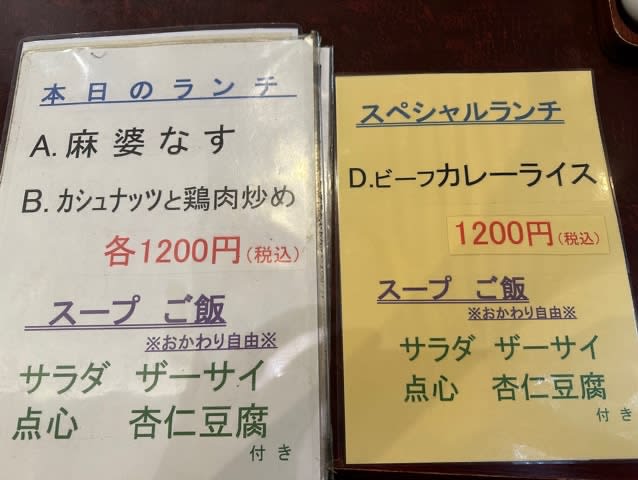 本日のランチ
A.麻婆なす
B.カシュナッツと鶏肉炒め
各1200円(税込)
スープ ご飯
※おかわり自由※
サラダ ザーサイ
点心 杏仁豆腐
付き
スペシャルランチ
D.ビーフカレーライス
1200円(税込)
スープ ご飯
※おかわり自由※
サラダ ザーサイ
点心 杏仁豆腐
付き